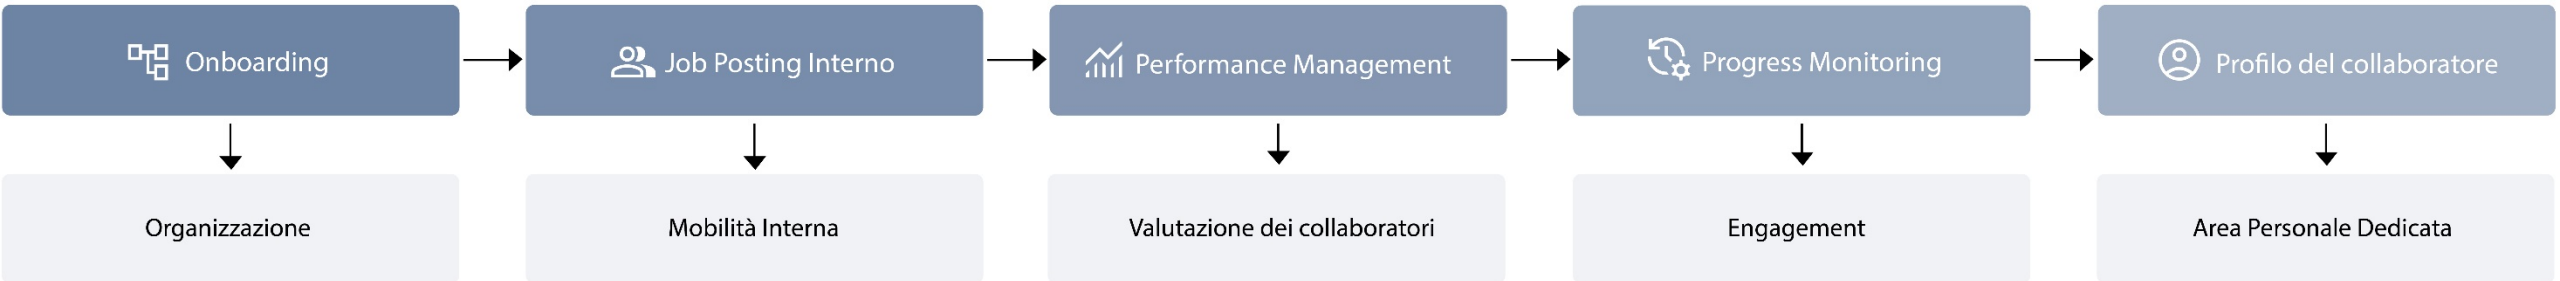 Onboarding
Job Posting Interno
Performance Management
Progress Monitoring
Profilo del collaboratore
Organizzazione
Mobilità Interna
Valutazione dei collaboratori
Engagement
Area Personale Dedicata